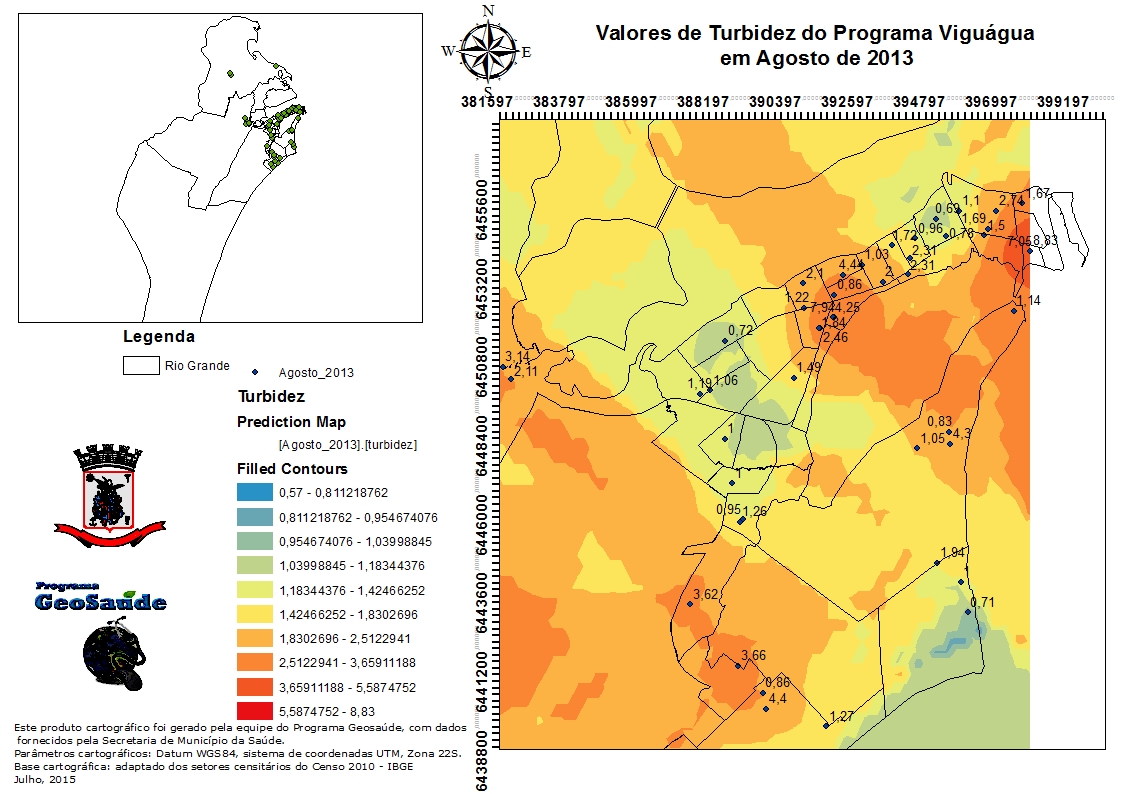 Valores de Turbidez do Programa Viguágua
em Agosto de 2013
N
W
E
S
381597 383797 385997 388197 390397 392597 394797 396997 399197
6455600
6453200
6450800
6448400
6446000
6443600
6441200
6438800
1,67
2,74
1,1
0,69
1,69
1,5
0,96
0,78
7,05
8,83
1,72
2,31
1,03
2,31
4,44
2
2,1
0,86
1,22
7,94
4,25
1,14
1,84
2,46
0,72
3,14
2,11
1,49
1,19
1,06
0,83
4,3
1,05
1
1
0,95
1,26
1,94
1
3,62
0,71
3,66
0,86
4,4
1,27
Legenda
Rio Grande
Agosto_2013
Turbidez
Prediction Map
[Agosto_2013].[turbidez]
Filled Contours
0,57 - 0,811218762
0,811218762 - 0,954674076
0,954674076 - 1,03998845
1,03998845 - 1,18344376
1,18344376 - 1,42466252
1,42466252 - 1,8302696
1,8302696 - 2,5122941
2,5122941 - 3,65911188
3,65911188 - 5,5874752
5,5874752 - 8,83
Programa
GeoSaúde
Este produto cartográfico foi gerado pela equipe do Programa Geosaúde, com dados
fornecidos pela Secretaria de Município da Saúde.
Parâmetros cartográficos: Datum WGS84, sistema de coordenadas UTM, Zona 22S.
Base cartográfica: adaptado dos setores censitários do Censo 2010 - IBGE
Julho, 2015